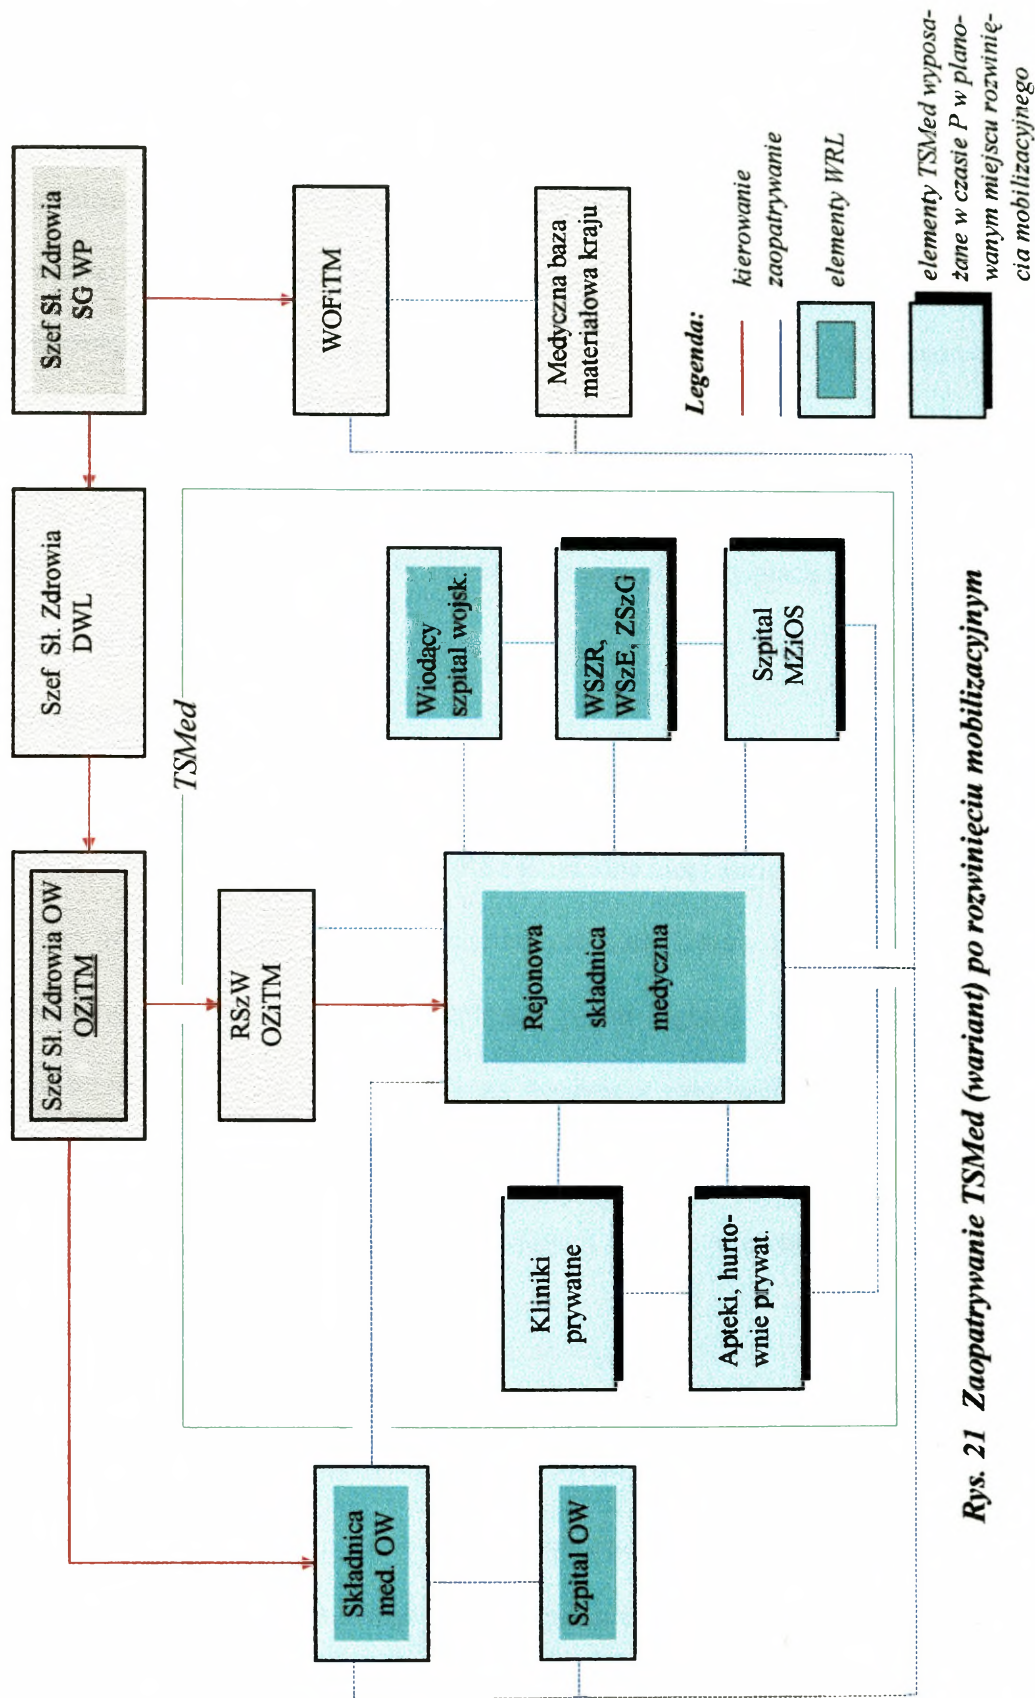 Szef Sł. Zdrowia OW
OZiTM
Szef Sł. Zdrowia
DWL
Szef Sł. Zdrowia
SG WP
TSMed
RSzW
OZiTM
WOFiTM
Składnica
med. OW
Szpital OW
Kliniki
prywatne
Apteki, hurto-
wnie prywat.
Rejonowa
składnica
medyczna
Wiodący
szpital wojsk.
WSZR,
WSzE, ZSzG
Szpital
MZiOS
Medyczna baza
materiałowa kraju
Legenda:
kierowanie
zaopatrywanie
elementy WRL
elementy TSMed wyposa-
żane w czasie P w plano-
wanym miejscu rozwinię-
cia mobilizacyjnego
Rys. 21 Zaopatrywanie TSMed (wariant) po rozwinięciu mobilizacyjnym